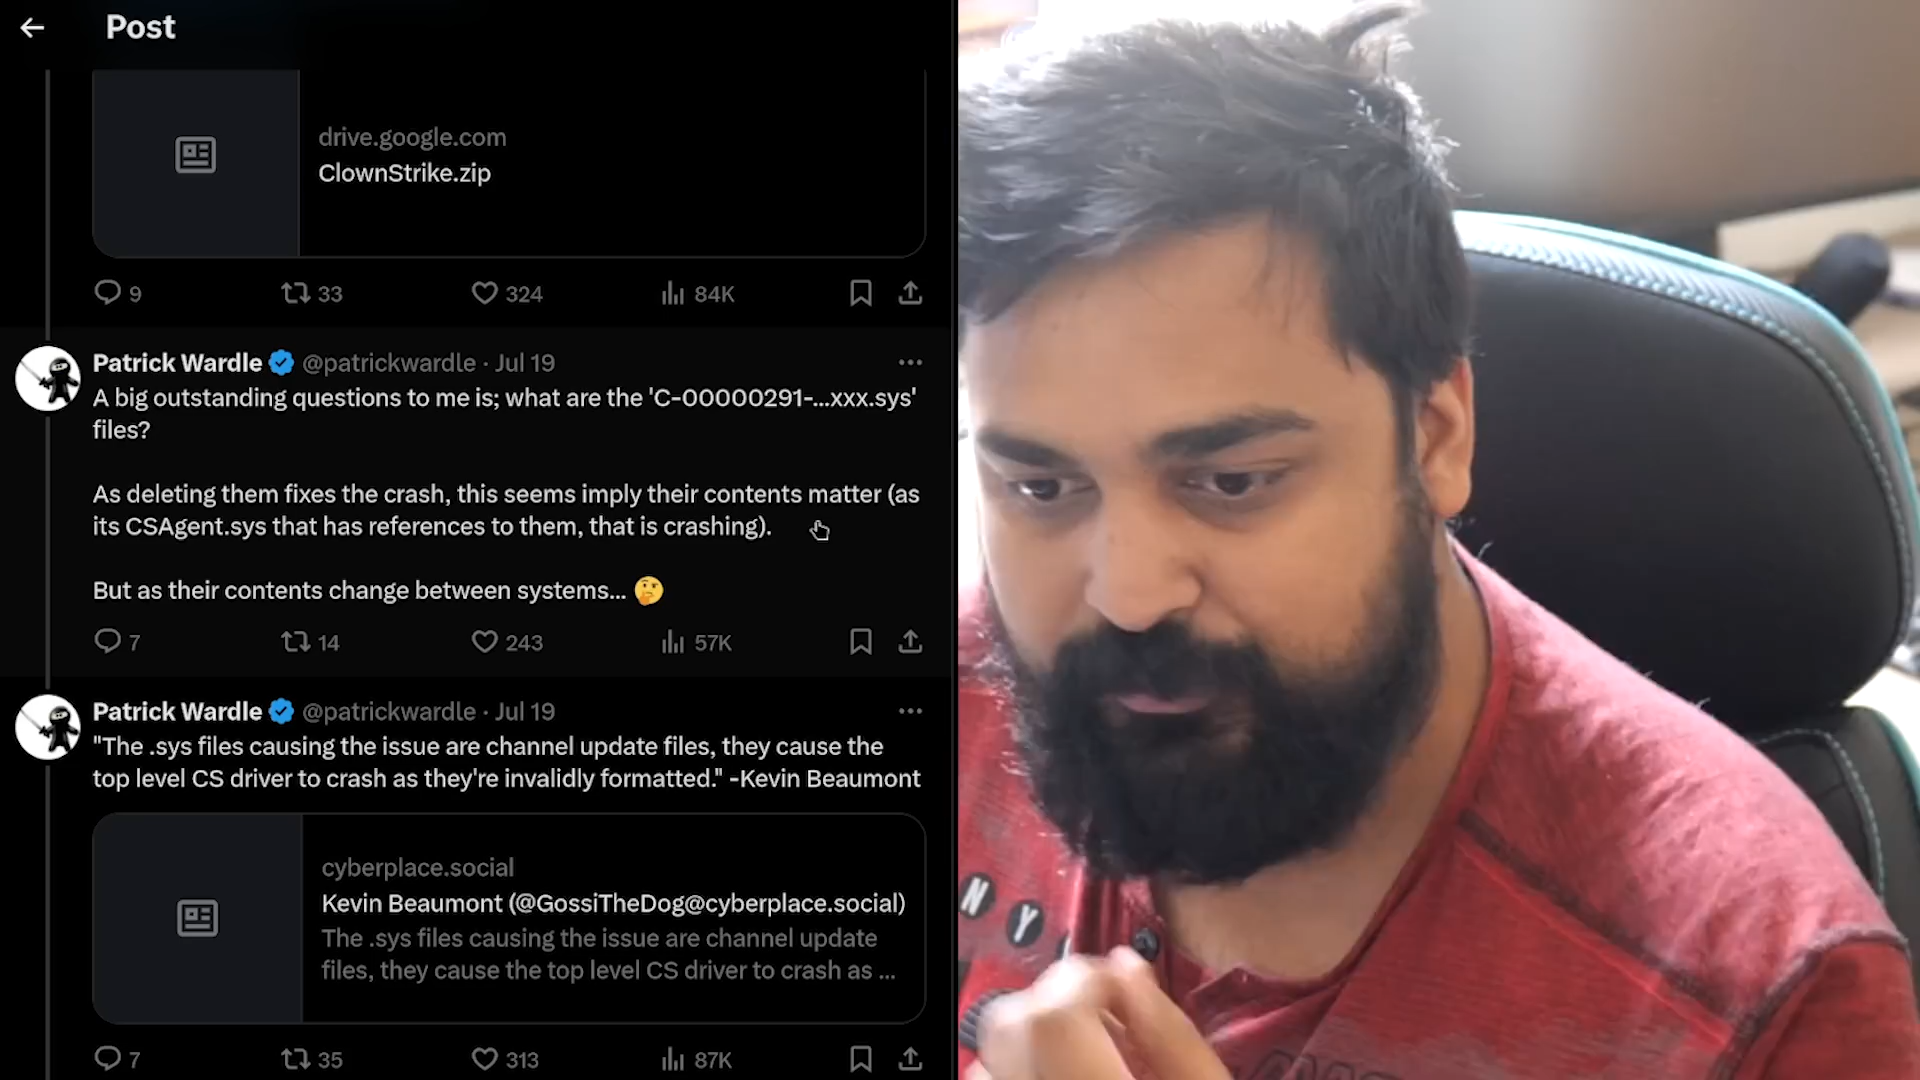 Post
drive.google.com
ClownStrike.zip
9 33 324 84K
Patrick Wardle @patrickwardle · Jul 19
A big outstanding questions to me is; what are the 'C-00000291-...xxx.sys'
files?
As deleting them fixes the crash, this seems imply their contents matter (as
its CSAgent.sys that has references to them, that is crashing).
But as their contents change between systems... 🤔
7 14 243 57K
Patrick Wardle @patrickwardle · Jul 19
"The .sys files causing the issue are channel update files, they cause the
top level CS driver to crash as they're invalidly formatted." -Kevin Beaumont
cyberplace.social
Kevin Beaumont (@GossiTheDog@cyberplace.social)
The .sys files causing the issue are channel update
files, they cause the top level CS driver to crash as ...
7 35 313 87K
N Y